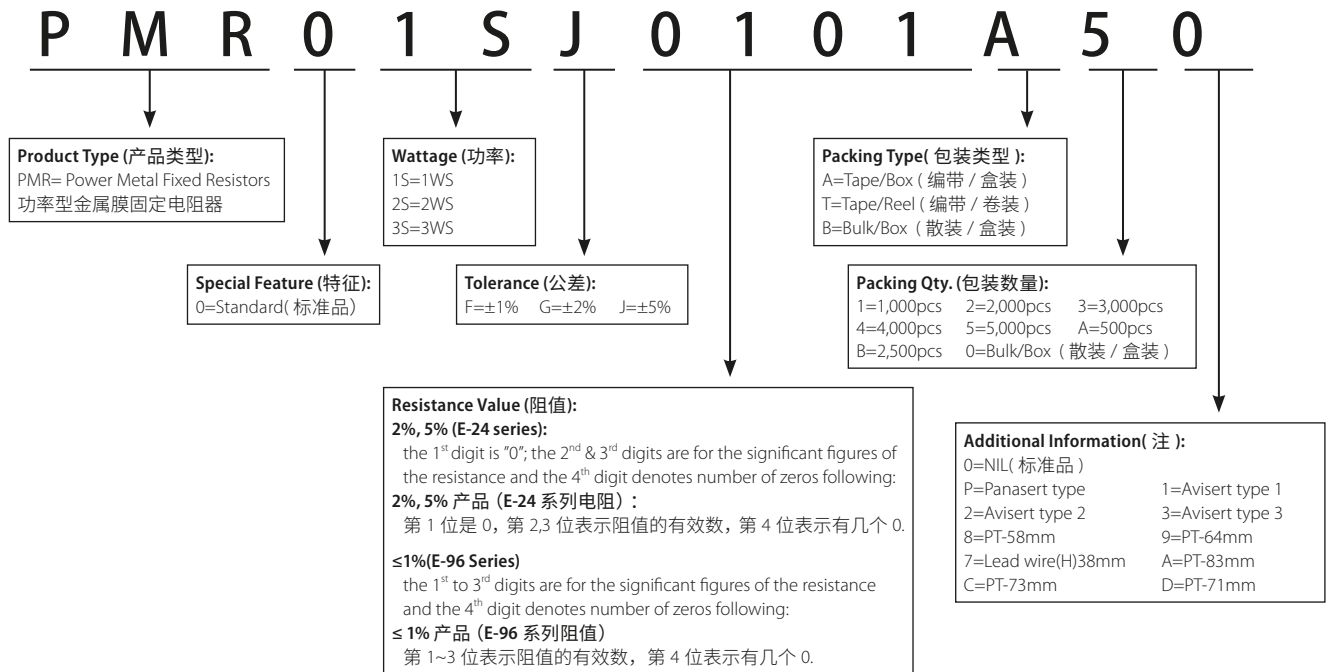 P M R 0 1 S J 0 1 0 1 A 5 0
Product Type (产品类型):
PMR= Power Metal Fixed Resistors
功率型金属膜固定电阻器
Wattage (功率):
1S=1WS
2S=2WS
3S=3WS
Packing Type( 包装类型 ):
A=Tape/Box ( 编带 / 盒装 )
T=Tape/Reel ( 编带 / 卷装 )
B=Bulk/Box ( 散装 / 盒装 )
Special Feature (特征):
0=Standard( 标准品)
Tolerance (公差):
F=±1% G=±2% J=±5%
Packing Qty. (包装数量):
1=1,000pcs 2=2,000pcs 3=3,000pcs
4=4,000pcs 5=5,000pcs A=500pcs
B=2,500pcs 0=Bulk/Box ( 散装 / 盒装 )
Resistance Value (阻值):
2%, 5% (E-24 series):
the 1st digit is "0"; the 2nd & 3rd digits are for the significant figures of
the resistance and the 4th digit denotes number of zeros following:
2%, 5% 产品 (E-24 系列电阻) :
第 1 位是 0, 第 2,3 位表示阻值的有效数, 第 4 位表示有几个 0.
≤1%(E-96 Series)
the 1st to 3rd digits are for the significant figures of the resistance
and the 4th digit denotes number of zeros following:
≤ 1% 产品 (E-96 系列阻值)
第 1~3 位表示阻值的有效数, 第 4 位表示有几个 0.
Additional Information( 注 ):
0=NIL( 标准品 )
P=Panasert type 1=Avisert type 1
2=Avisert type 2 3=Avisert type 3
8=PT-58mm 9=PT-64mm
7=Lead wire(H)38mm A=PT-83mm
C=PT-73mm D=PT-71mm